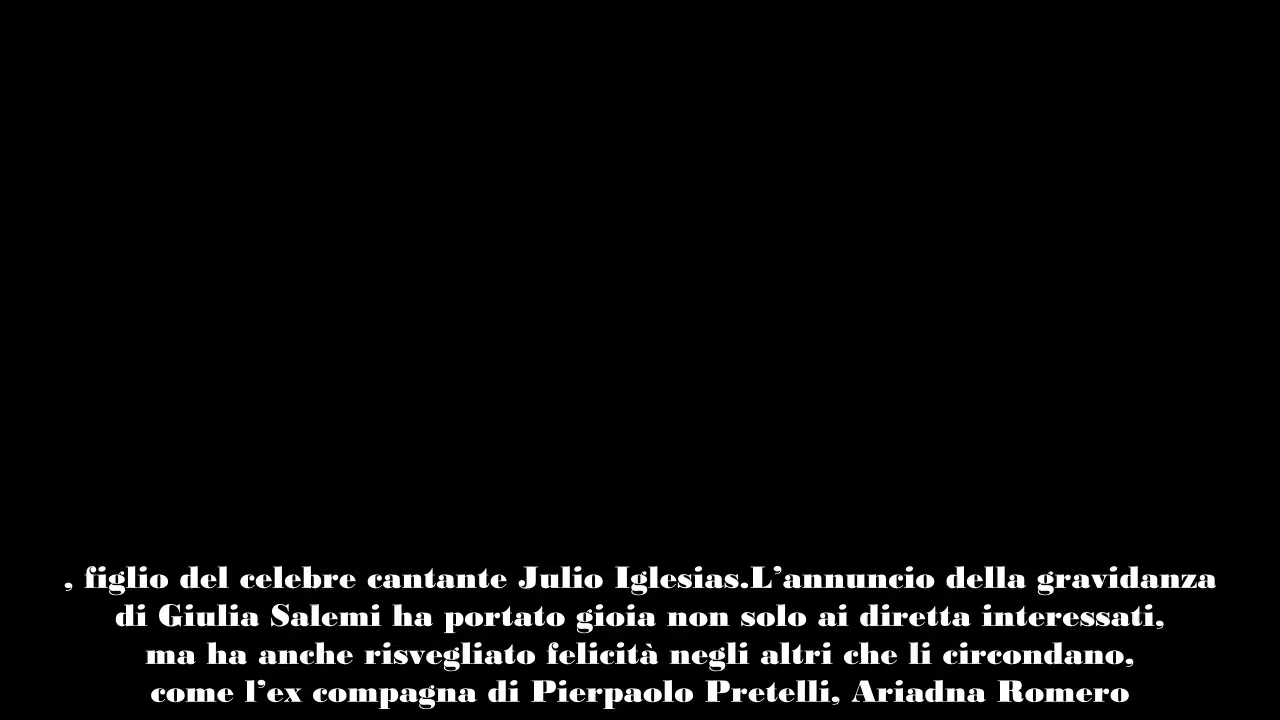 , figlio del celebre cantante Julio Iglesias.L'annuncio della gravidanza
di Giulia Salemi ha portato gioia non solo ai diretta interessati,
ma ha anche risvegliato felicità negli altri che li circondano,
come l'ex compagna di Pierpaolo Pretelli, Ariadna Romero